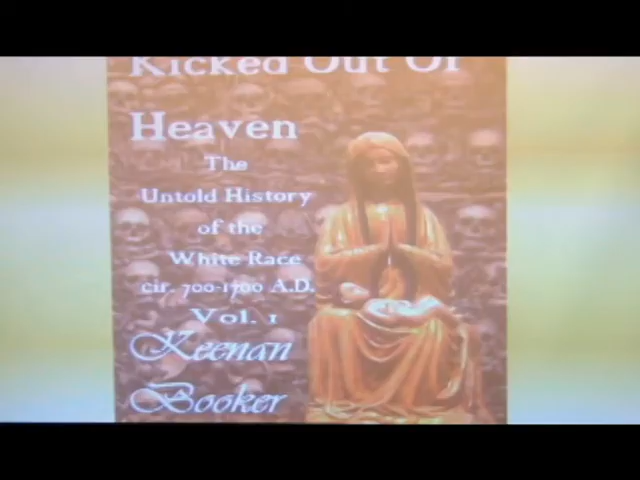 Kicked Out Of
Heaven
The
Untold History
of the
White Race
cir. 700-1700 A.D.
Vol. 1
Keenan
Booker